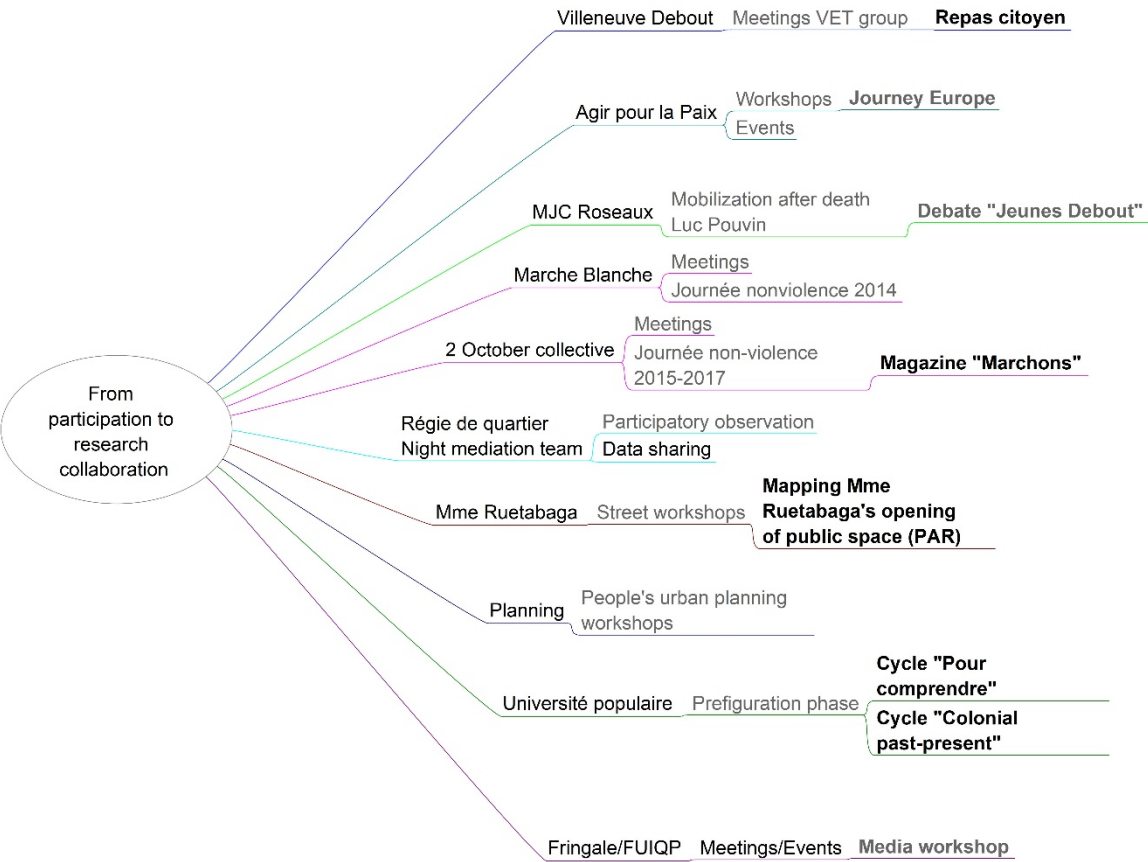 Villeneuve Debout
Meetings VET group
Repas citoyen
Agir pour la Paix
Workshops
Journey Europe
Events
MJC Roseaux
Mobilization after death
Luc Pouvin
Debate "Jeunes Debout"
Marche Blanche
Meetings
Journée nonviolence 2014
2 October collective
Meetings
Journée non-violence
2015-2017
Magazine "Marchons"
From
participation to
research
collaboration
Régie de quartier
Night mediation team
Participatory observation
Data sharing
Mme Ruetabaga
Street workshops
Mapping Mme
Ruetabaga's opening
of public space (PAR)
Planning
People's urban planning
workshops
Université populaire
Prefiguration phase
Cycle "Pour
comprendre"
Cycle "Colonial
past-present"
Fringale/FUIQP
Meetings/Events
Media workshop